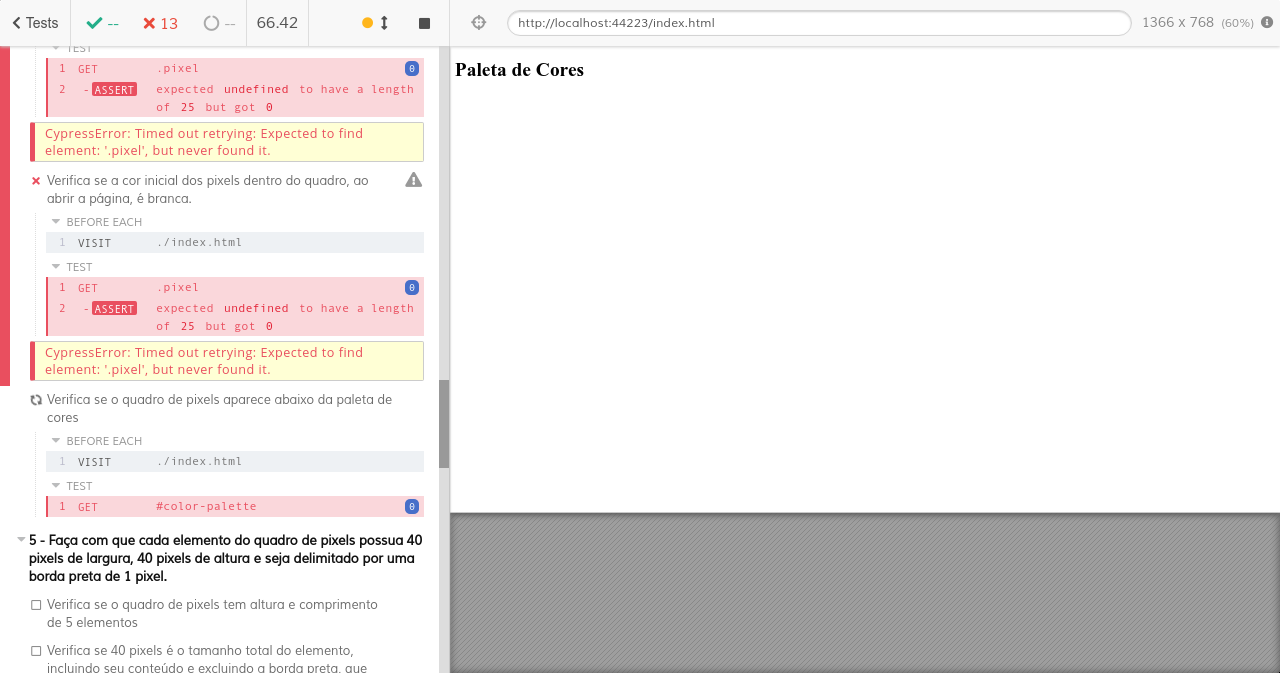 Tests
--
13
--
66.42
http://localhost:44223/index.html
1366 x 768 (60%)
TEST
1 GET .pixel 0
2 -ASSERT expected undefined to have a length
of 25 but got 0
CypressError: Timed out retrying: Expected to find
element: '.pixel', but never found it.
Verifica se a cor inicial dos pixels dentro do quadro, ao
abrir a página, é branca.
BEFORE EACH
1 VISIT ./index.html
TEST
1 GET .pixel 0
2 -ASSERT expected undefined to have a length
of 25 but got 0
CypressError: Timed out retrying: Expected to find
element: '.pixel', but never found it.
Verifica se o quadro de pixels aparece abaixo da paleta de
cores
BEFORE EACH
1 VISIT ./index.html
TEST
1 GET #color-palette 0
5 - Faça com que cada elemento do quadro de pixels possua 40
pixels de largura, 40 pixels de altura e seja delimitado por uma
borda preta de 1 pixel.
Verifica se o quadro de pixels tem altura e comprimento
de 5 elementos
Verifica se 40 pixels é o tamanho total do elemento,
incluindo seu conteúdo e excluindo a borda preta, que
Paleta de Cores